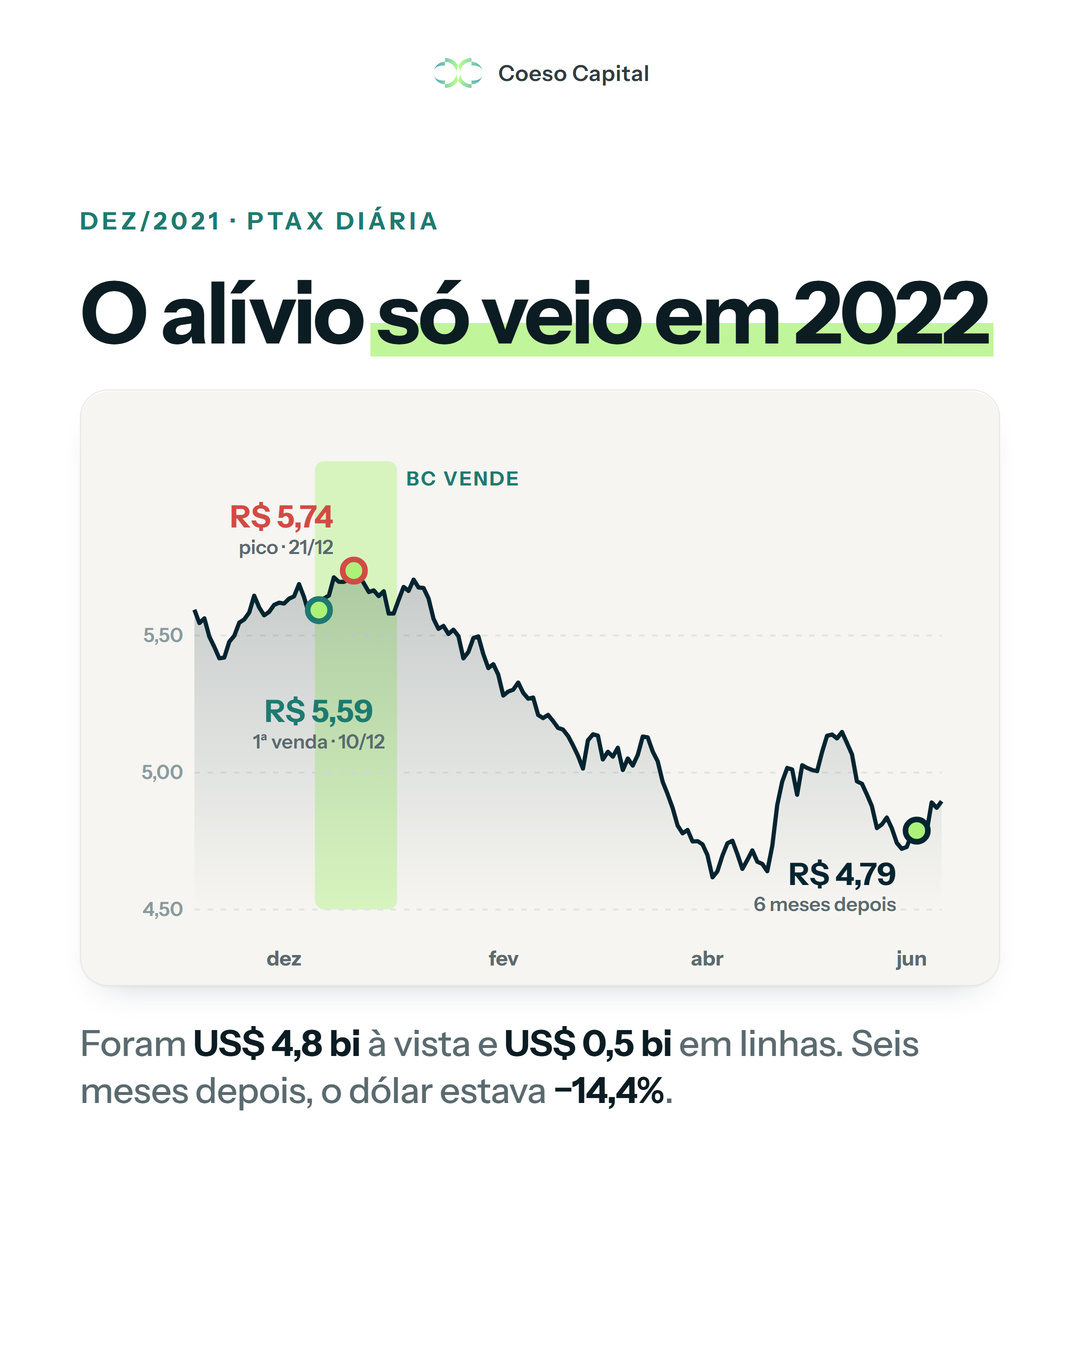 Coeso Capital
DEZ/2021 · PTAX DIÁRIA
O alívio só veio em 2022
BC VENDE
R$ 5,74
pico · 21/12
5,50
R$ 5,59
1ª venda · 10/12
5,00
R$ 4,79
6 meses depois
4,50
dez fev abr jun
Foram US$ 4,8 bi à vista e US$ 0,5 bi em linhas. Seis
meses depois, o dólar estava −14,4%.